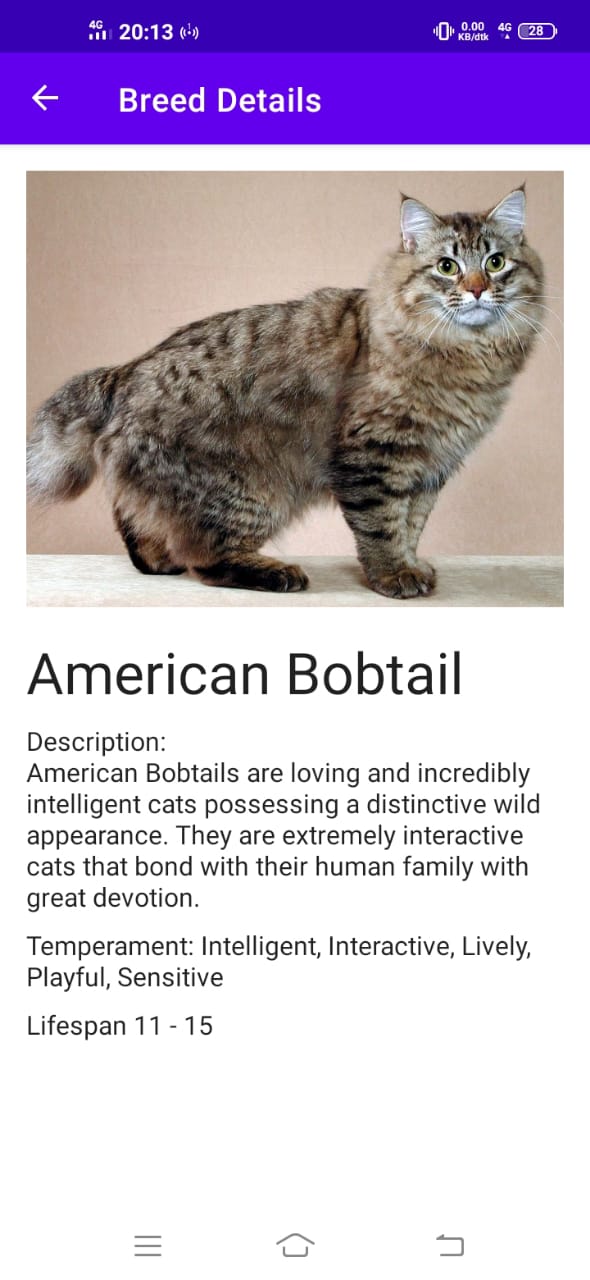 4G 20:13 0.00 KB/dtk 4G 28
Breed Details
American Bobtail
Description:
American Bobtails are loving and incredibly
intelligent cats possessing a distinctive wild
appearance. They are extremely interactive
cats that bond with their human family with
great devotion.
Temperament: Intelligent, Interactive, Lively,
Playful, Sensitive
Lifespan 11 - 15